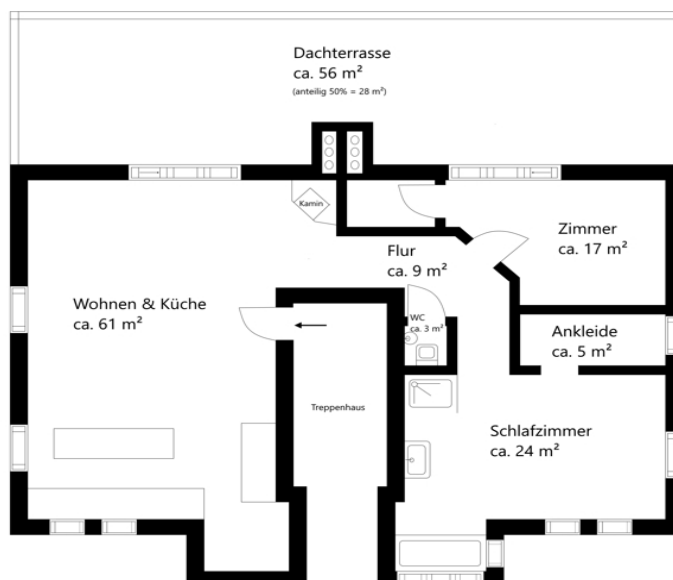 Dachterrasse
ca. 56 m²
(anteilig 50% = 28 m²)
Kamin
Zimmer
ca. 17 m²
Flur
ca. 9 m²
Wohnen & Küche
ca. 61 m²
WC
ca. 3 m²
Ankleide
ca. 5 m²
Treppenhaus
Schlafzimmer
ca. 24 m²